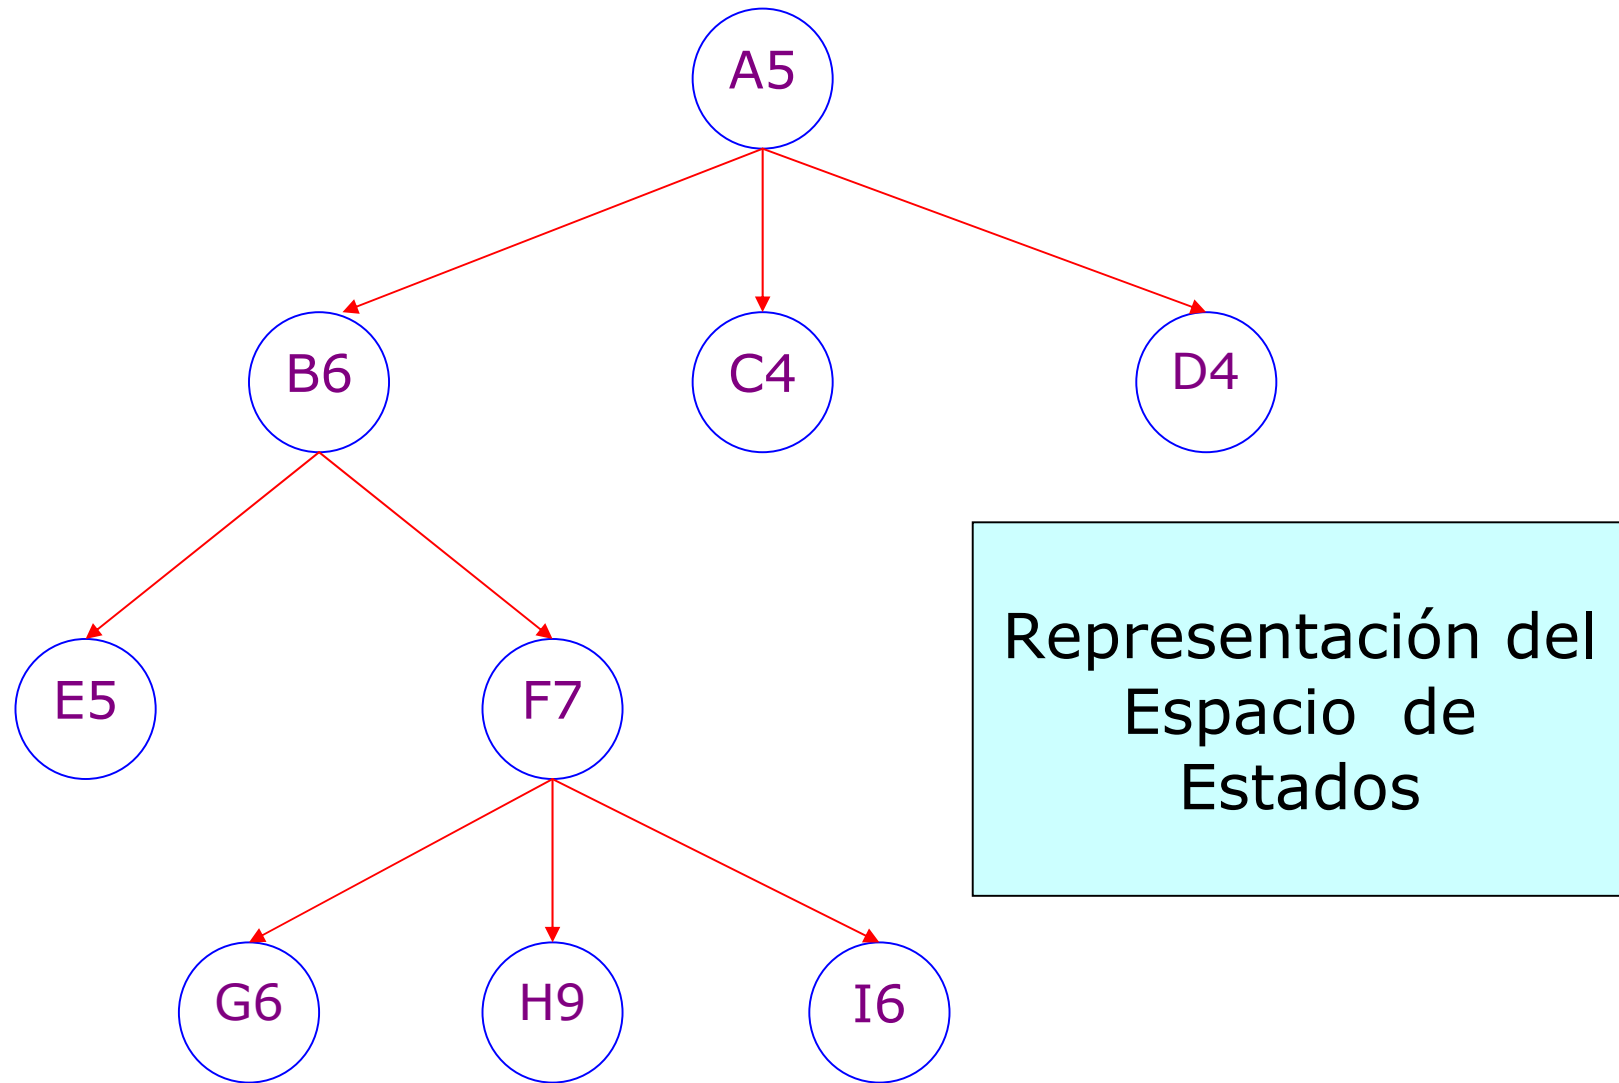 A5
B6
C4
D4
E5
F7
Representación del
Espacio  de
Estados
G6
H9
I6